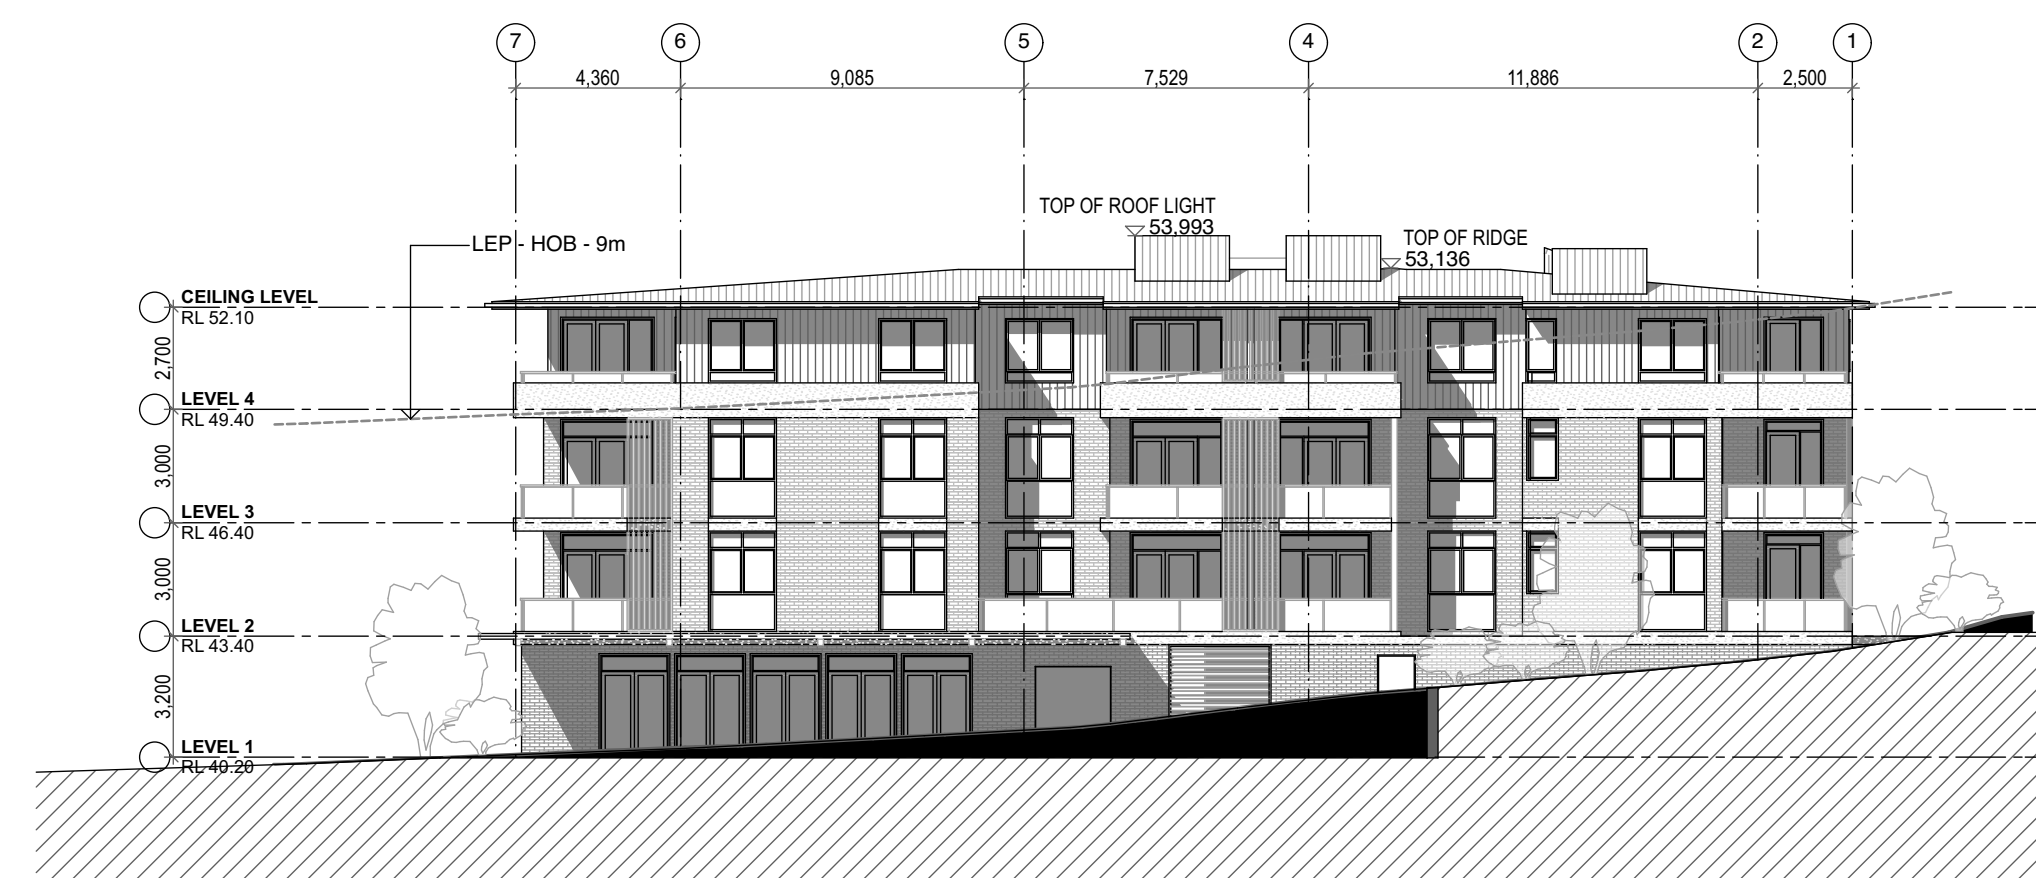 7 6 5 4 2 1
4,360 9,085 7,529 11,886 2,500
TOP OF ROOF LIGHT
53,993
TOP OF RIDGE
53,136
LEP - HOB - 9m
CEILING LEVEL
RL 52.10
2,700
LEVEL 4
RL 49.40
3,000
LEVEL 3
RL 46.40
3,000
LEVEL 2
RL 43.40
3,200
LEVEL 1
RL 40.20